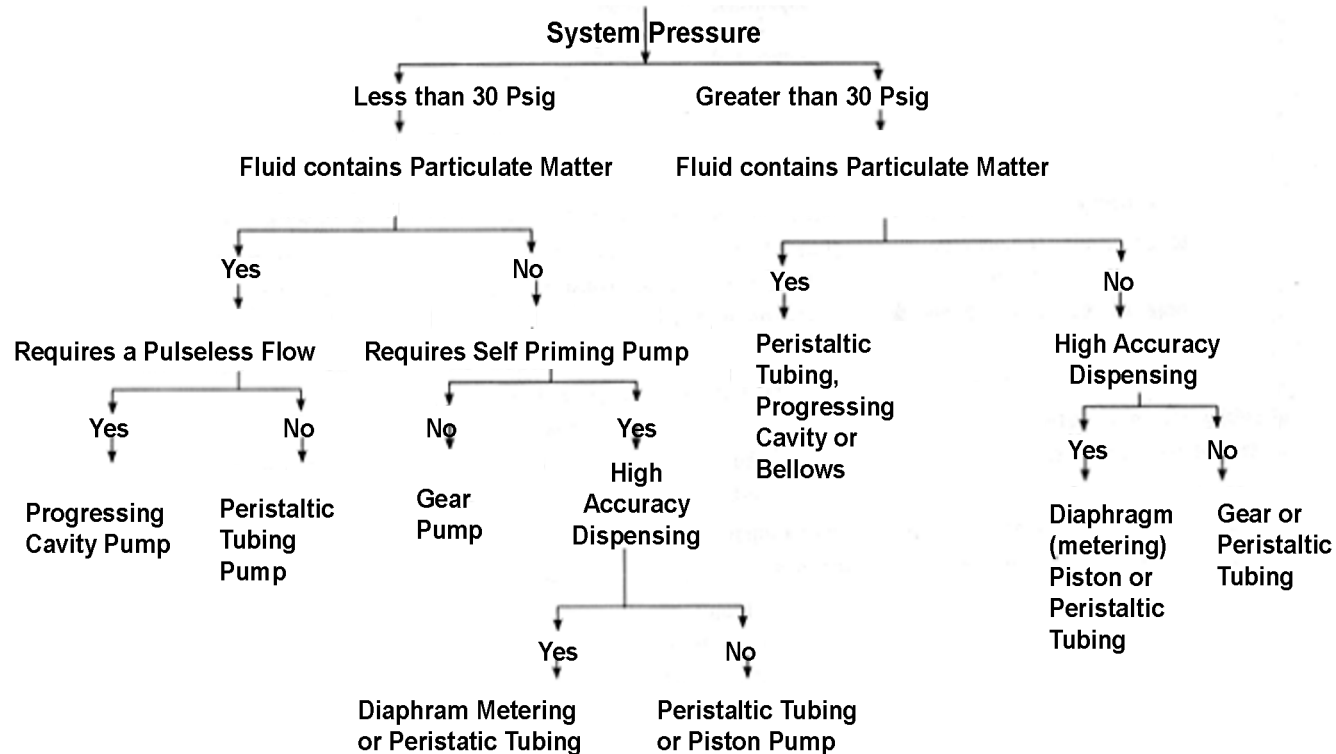 System Pressure
Less than 30 Psig
Greater than 30 Psig
Fluid contains Particulate Matter
Fluid contains Particulate Matter
Yes
No
Yes
No
Requires a Pulseless Flow
Requires Self Priming Pump
Peristaltic
Tubing,
Progressing
Cavity or
Bellows
High Accuracy
Dispensing
Yes
No
No
Yes
Yes
No
Progressing
Cavity Pump
Peristaltic
Tubing
Pump
Gear
Pump
High
Accuracy
Dispensing
Diaphragm
(metering)
Piston or
Peristaltic
Tubing
Gear or
Peristaltic
Tubing
Yes
No
Diaphram Metering
or Peristatic Tubing
Peristaltic Tubing
or Piston Pump